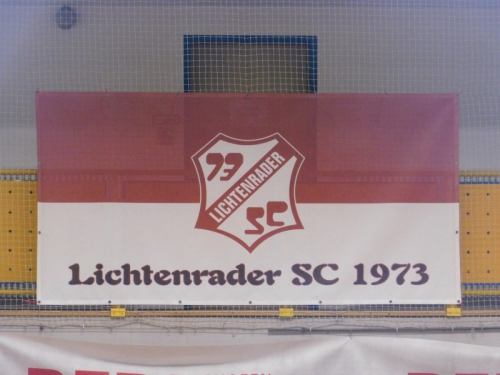 73
LICHTENRADER
SC
Lichtenrader SC 1973